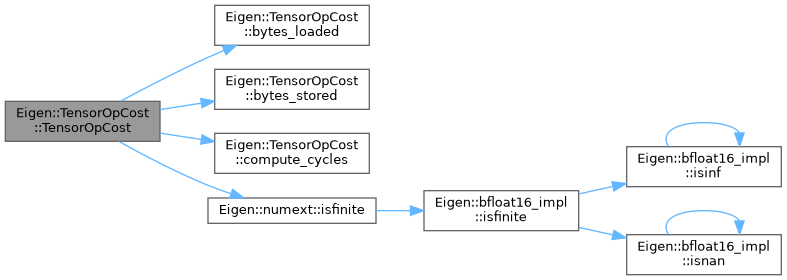 Eigen::TensorOpCost
::TensorOpCost
Eigen::TensorOpCost
::bytes_loaded
Eigen::TensorOpCost
::bytes_stored
Eigen::TensorOpCost
::compute_cycles
Eigen::numext::isfinite
Eigen::bfloat16_impl
::isfinite
Eigen::bfloat16_impl
::isinf
Eigen::bfloat16_impl
::isnan